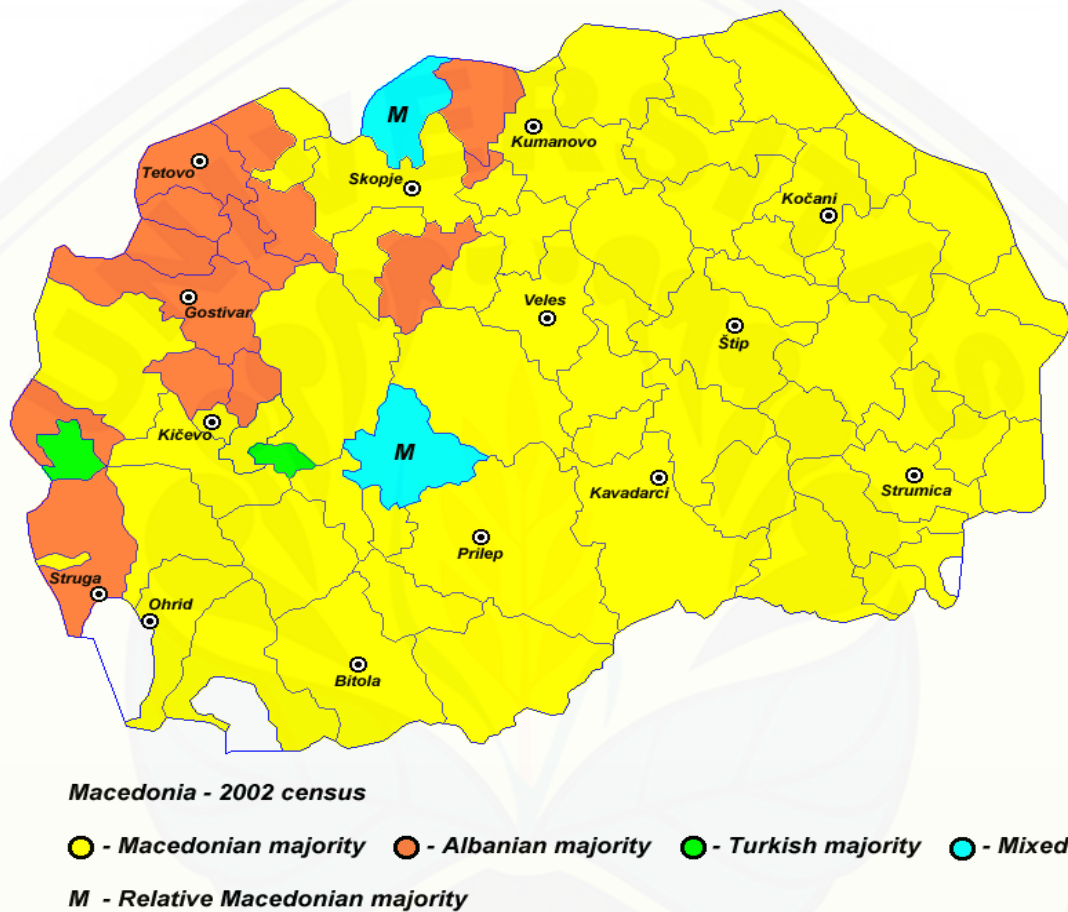 M
Kumanovo
Tetovo
Skopje
Kočani
Gostivar
Veles
Štip
Kičevo
M
Kavadarci
Strumica
Prilep
Struga
Ohrid
Bitola
Macedonia - 2002 census
- Macedonian majority - Albanian majority - Turkish majority - Mixed
M - Relative Macedonian majority
UNIVERSITAS